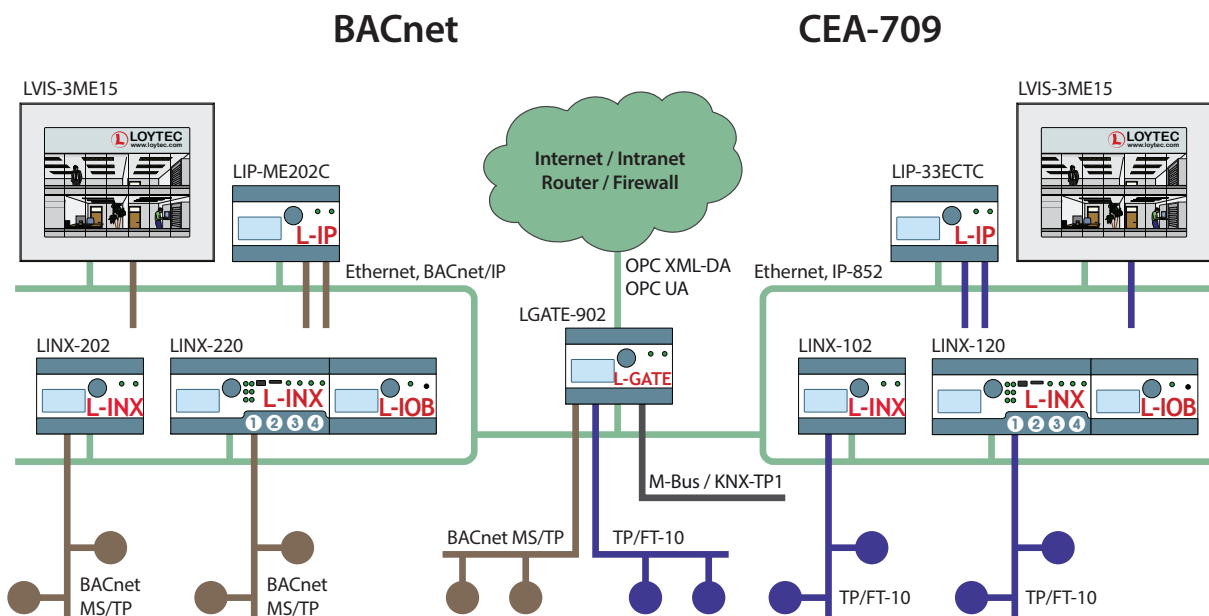 BACnet
CEA-709
LVIS-3ME15
LOYTEC
www.loytec.com
LIP-ME202C
L-IP
Internet / Intranet
Router / Firewall
LIP-33ECTC
L-IP
LVIS-3ME15
LOYTEC
www.loytec.com
Ethernet, BACnet/IP
OPC XML-DA
OPC UA
Ethernet, IP-852
LGATE-902
L-GATE
LINX-202
L-INX
LINX-220
L-INX
1 2 3 4
L-IOB
LINX-102
L-INX
LINX-120
L-INX
1 2 3 4
L-IOB
M-Bus / KNX-TP1
BACnet MS/TP
TP/FT-10
BACnet
MS/TP
BACnet
MS/TP
TP/FT-10
TP/FT-10